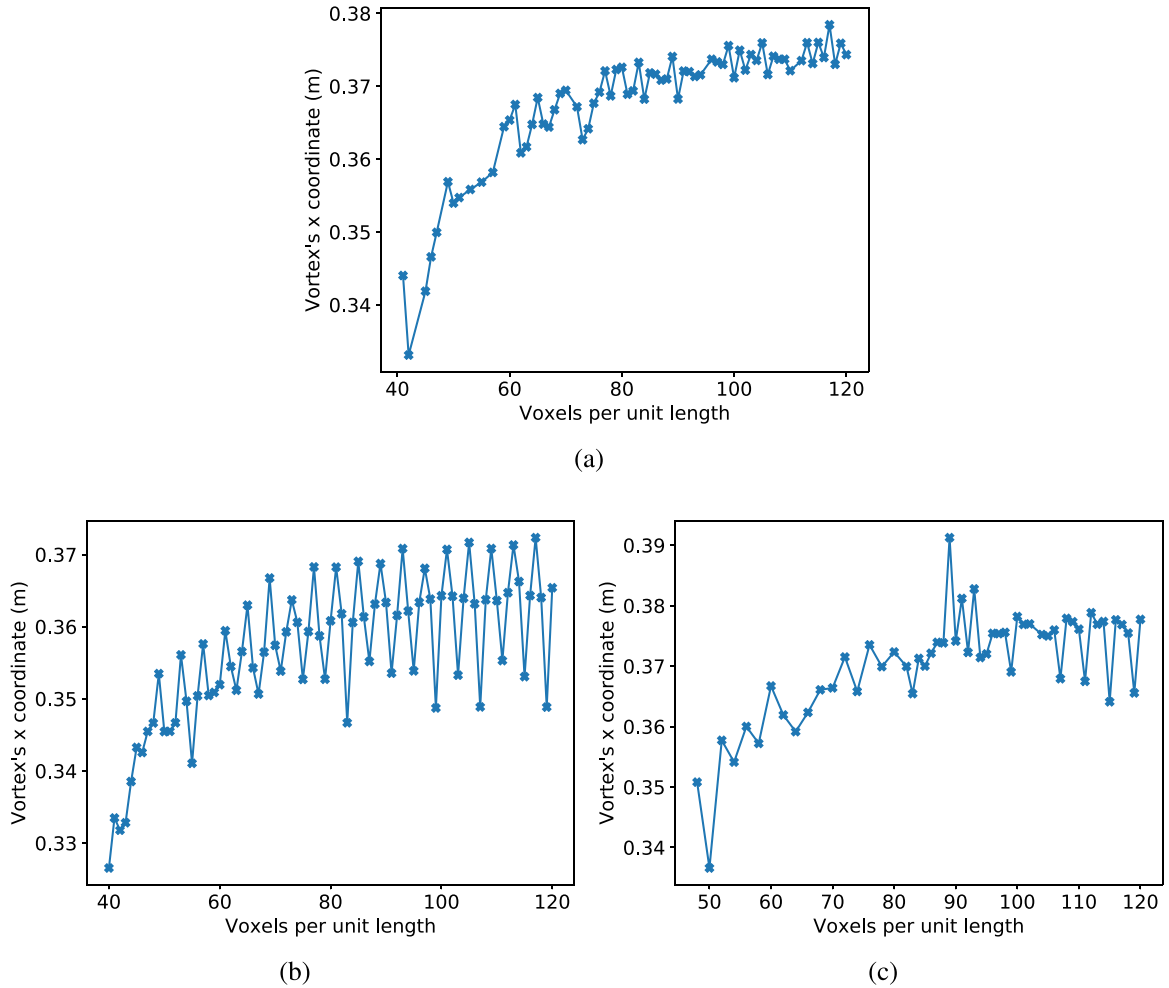 0.38
0.37
0.36
0.35
0.34
Vortex's x coordinate (m)
40 60 80 100 120
Voxels per unit length
(a)
0.37
0.36
0.35
0.34
0.33
Vortex's x coordinate (m)
40 60 80 100 120
Voxels per unit length
(b)
0.39
0.38
0.37
0.36
0.35
0.34
Vortex's x coordinate (m)
50 60 70 80 90 100 110 120
Voxels per unit length
(c)